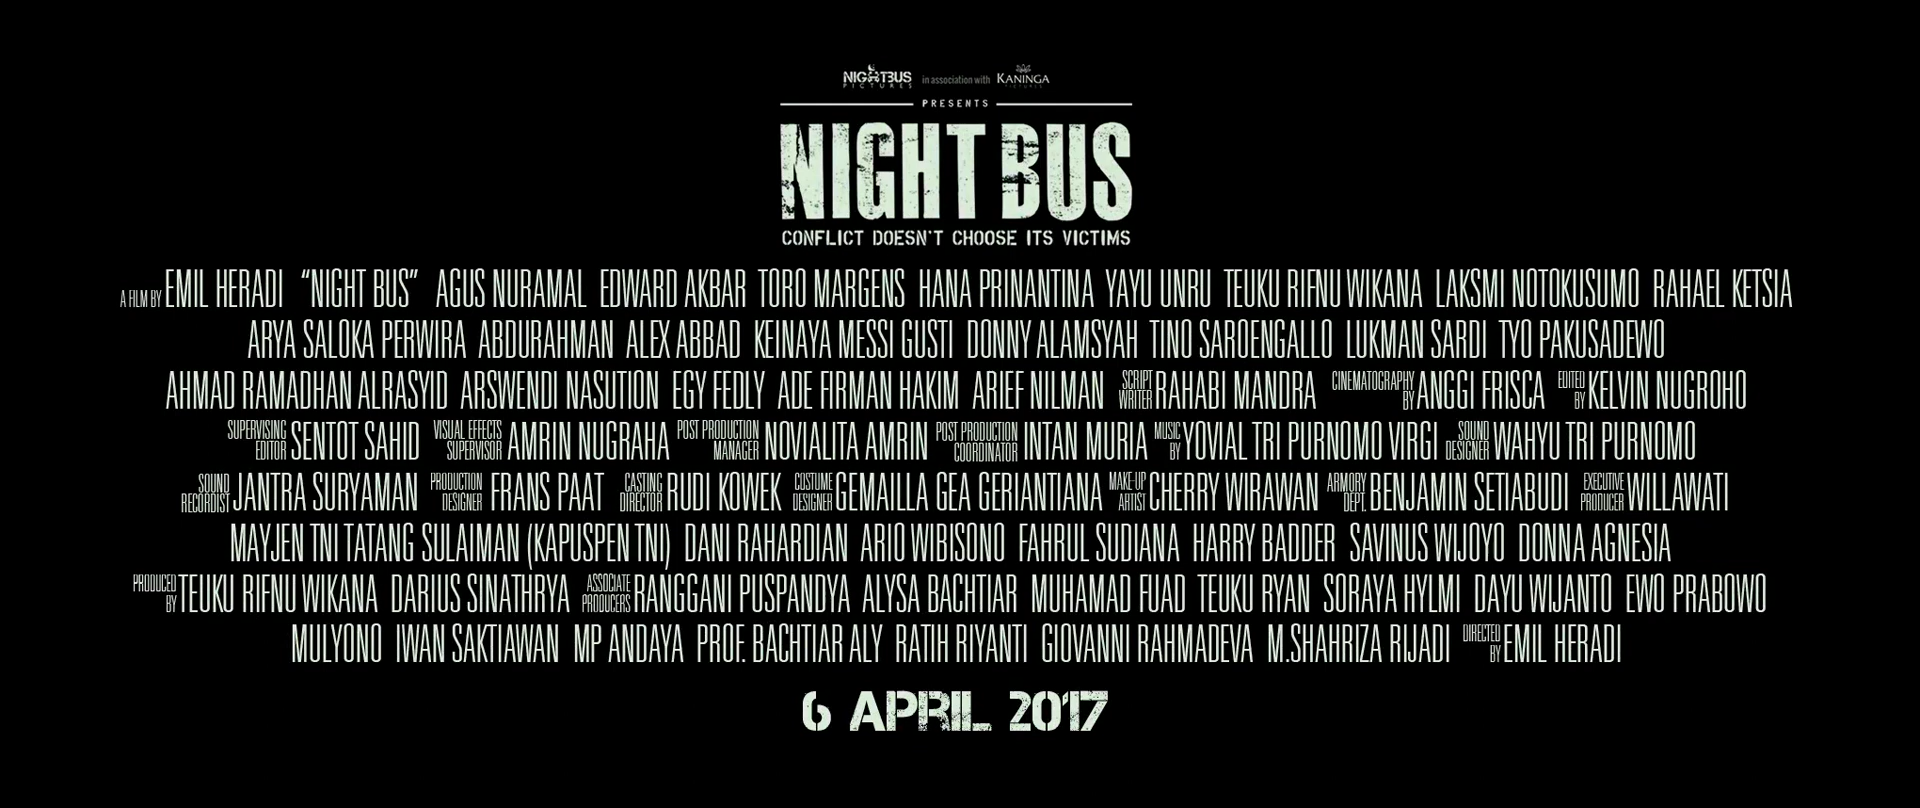 NIGHTBUS PICTURES in association with KANINGA PICTURES
PRESENTS
NIGHT BUS
CONFLICT DOESN'T CHOOSE ITS VICTIMS
A FILM BY EMIL HERADI "NIGHT BUS" AGUS NURAMAL EDWARD AKBAR TORO MARGENS HANA PRINANTINA YAYU UNRU TEUKU RIFNU WIKANA LAKSMI NOTOKUSUMO RAHAEL KETSIA
ARYA SALOKA PERWIRA ABDURAHMAN ALEX ABBAD KEINAYA MESSI GUSTI DONNY ALAMSYAH TINO SAROENGALLO LUKMAN SARDI TYO PAKUSADEWO
AHMAD RAMADHAN ALRASYID ARSWENDI NASUTION EGY FEDLY ADE FIRMAN HAKIM ARIEF NILMAN SCRIPT WRITER RAHABI MANDRA CINEMATOGRAPHY BY ANGGI FRISCA EDITED BY KELVIN NUGROHO
SUPERVISING EDITOR SENTOT SAHID VISUAL EFFECTS SUPERVISOR AMRIN NUGRAHA POST PRODUCTION MANAGER NOVIALITA AMRIN POST PRODUCTION COORDINATOR INTAN MURIA MUSIC BY YOVIAL TRI PURNOMO VIRGI SOUND DESIGNER WAHYU TRI PURNOMO
SOUND RECORDIST JANTRA SURYAMAN PRODUCTION DESIGNER FRANS PAAT CASTING DIRECTOR RUDI KOWEK COSTUME DESIGNER GEMAILLA GEA GERIANTIANA MAKE-UP ARTIST CHERRY WIRAWAN ARMORY DEPT. BENJAMIN SETIABUDI EXECUTIVE PRODUCER WILLAWATI
MAYJEN TNI TATANG SULAIMAN (KAPUSPEN TNI) DANI RAHARDIAN ARIO WIBISONO FAHRUL SUDIANA HARRY BADDER SAVINUS WIJOYO DONNA AGNESIA
PRODUCED BY TEUKU RIFNU WIKANA DARIUS SINATHRYA ASSOCIATE PRODUCERS RANGGANI PUSPANDYA ALYSA BACHTIAR MUHAMAD FUAD TEUKU RYAN SORAYA HYLMI DAYU WIJANTO EWO PRABOWO
MULYONO IWAN SAKTIAWAN MP ANDAYA PROF. BACHTIAR ALY RATIH RIYANTI GIOVANNI RAHMADEVA M.SHAHRIZA RIJADI DIRECTED BY EMIL HERADI
6 APRIL 2017